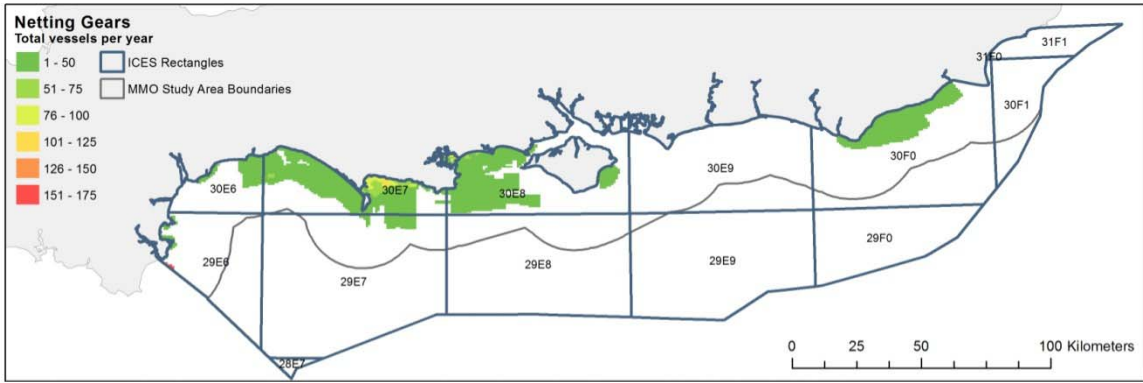 Netting Gears
Total vessels per year
1 - 50
51 - 75
76 - 100
101 - 125
126 - 150
151 - 175
ICES Rectangles
MMO Study Area Boundaries
31F1
31F0
30F1
30F0
30E9
30E8
30E7
30E6
29E6
29E7
29E8
29E9
29F0
28E7
0 25 50 100 Kilometers